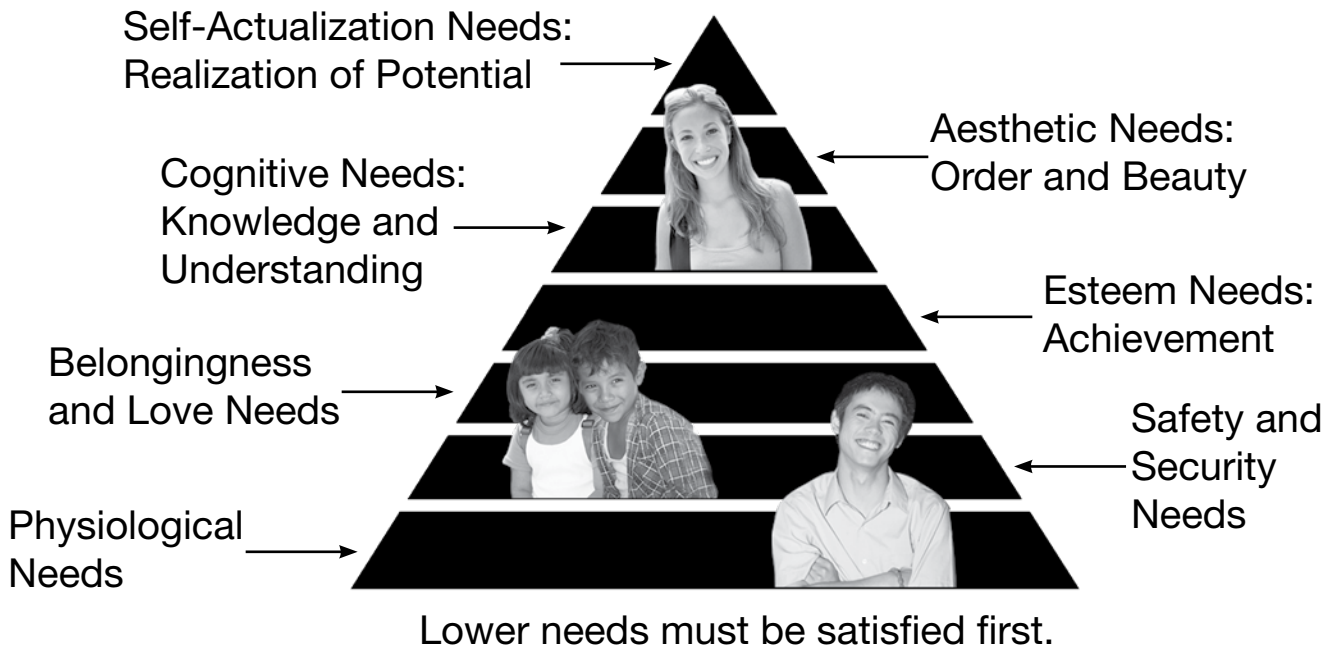 Self-Actualization Needs:
Realization of Potential
Aesthetic Needs:
Order and Beauty
Cognitive Needs:
Knowledge and
Understanding
Esteem Needs:
Achievement
Belongingness
and Love Needs
Safety and
Security
Needs
Physiological
Needs
Lower needs must be satisfied first.